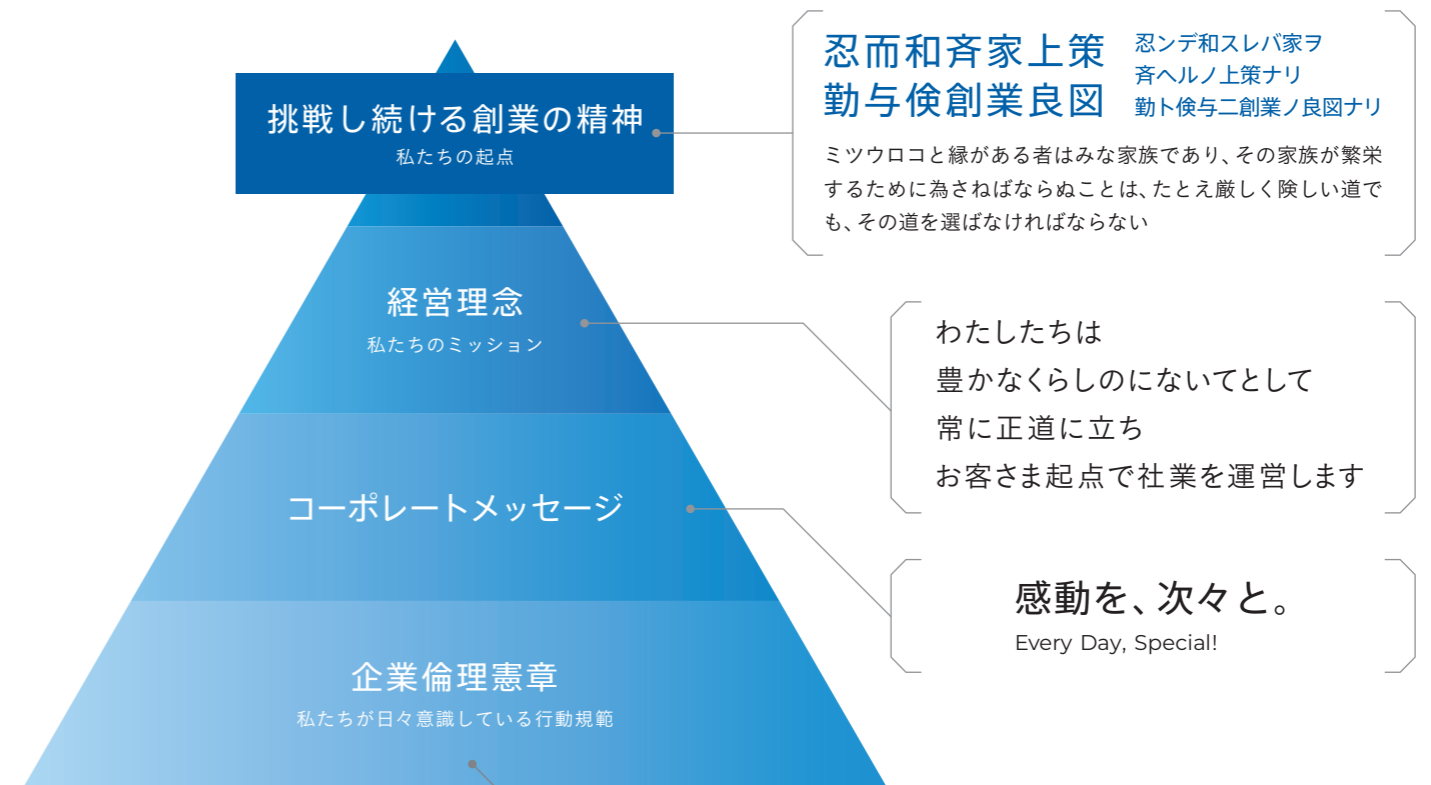 挑戦し続ける創業の精神
私たちの起点
忍而和斉家上策
勤与倹創業良図
忍ンデ和スレバ家ヲ
斉ヘルノ上策ナリ
勤ト倹与ニ創業ノ良図ナリ
ミツウロコと縁がある者はみな家族であり、その家族が繁栄
するために為さねばならぬことは、たとえ厳しく険しい道で
も、その道を選ばなければならない
経営理念
私たちのミッション
わたしたちは
豊かなくらしのにないてとして
常に正道に立ち
お客さま起点で社業を運営します
コーポレートメッセージ
感動を、次々と。
Every Day, Special!
企業倫理憲章
私たちが日々意識している行動規範